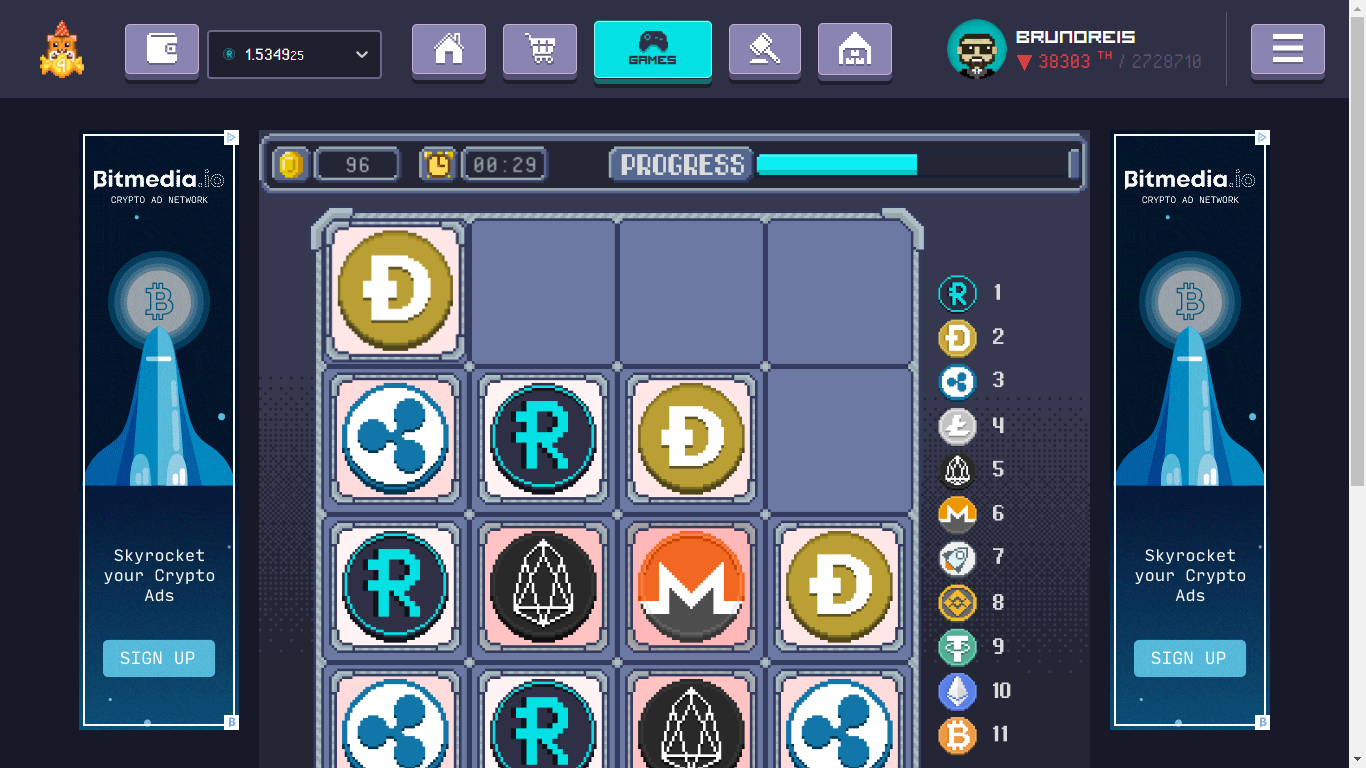 1.534925
GAMES
BRUNOREIS
38303 TH / 2728710
96
00:29
PROGRESS
Bitmedia.io
CRYPTO AD NETWORK
Skyrocket
your Crypto
Ads
SIGN UP
1
2
3
4
5
6
7
8
9
10
11
Bitmedia.io
CRYPTO AD NETWORK
Skyrocket
your Crypto
Ads
SIGN UP